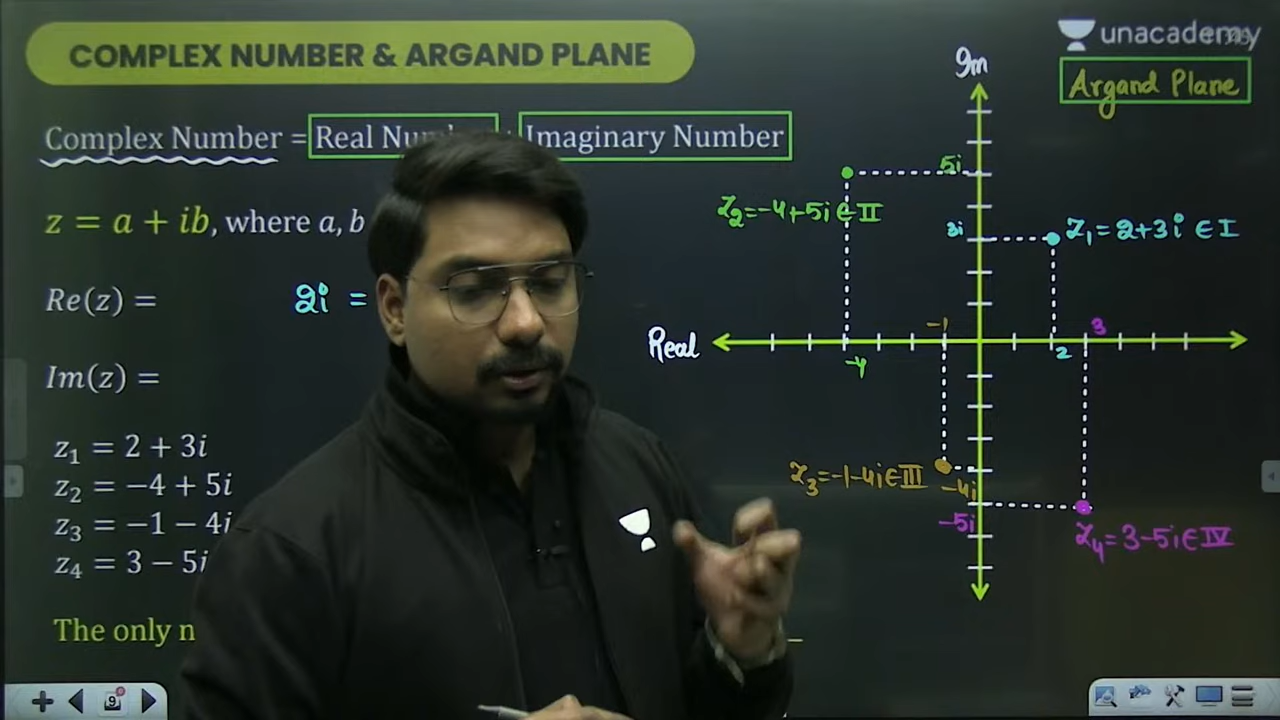 COMPLEX NUMBER & ARGAND PLANE
unacademy
Argand Plane
Complex Number = Real Imaginary Number
z = a + ib, where a, b
Re(z) =
2i =
Im(z) =
z₁ = 2 + 3i
z₂ = −4 + 5i
z₃ = −1 − 4i
z₄ = 3 − 5i
The only
Im
5i
Z₂=-4+5i ∈ II
3i
Z₁ = 2+3i ∈ I
Real
-1
3
-4
2
Z₃=-1-4i ∈ III
-4i
-5i
Z₄=3-5i ∈ IV
9